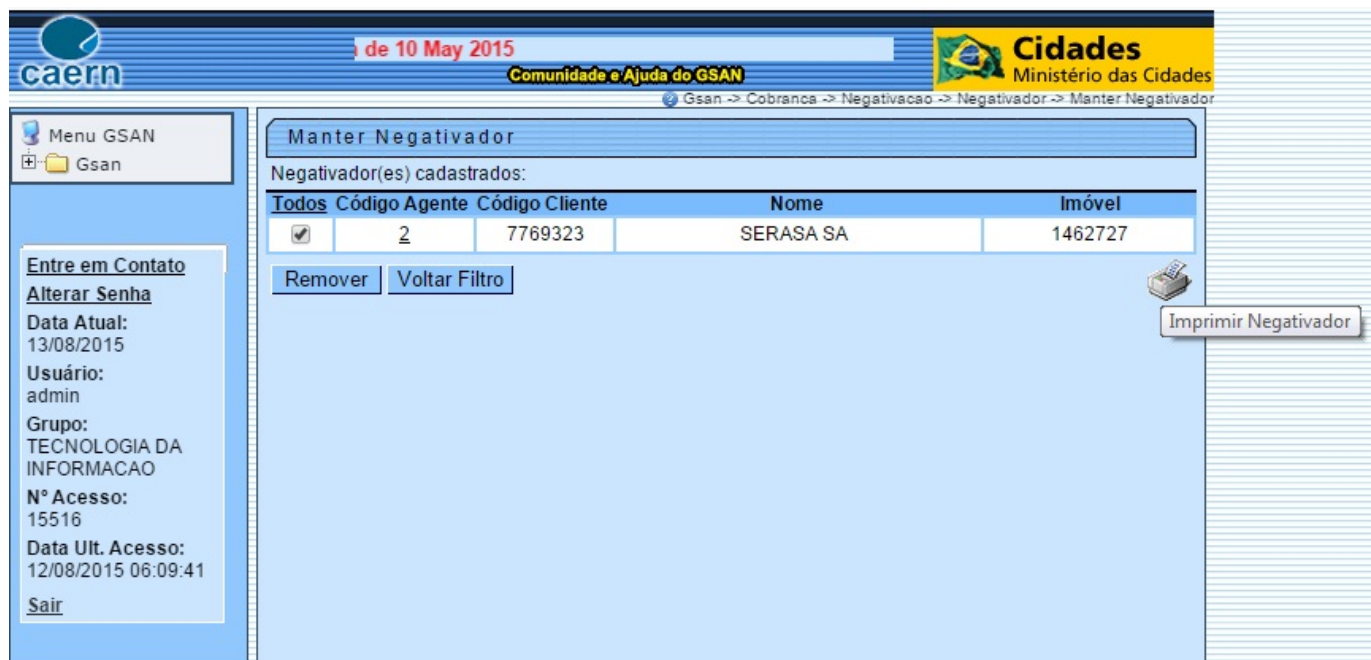 caern
de 10 May 2015
Comunidade e Ajuda do GSAN
Cidades
Ministério das Cidades
Gsan -> Cobranca -> Negativacao -> Negativador -> Manter Negativador
Menu GSAN
Gsan
Entre em Contato
Alterar Senha
Data Atual:
13/08/2015
Usuário:
admin
Grupo:
TECNOLOGIA DA
INFORMACAO
Nº Acesso:
15516
Data Ult. Acesso:
12/08/2015 06:09:41
Sair
Manter Negativador
Negativador(es) cadastrados:
Todos Código Agente Código Cliente Nome Imóvel
2 7769323 SERASA SA 1462727
Remover Voltar Filtro
Imprimir Negativador